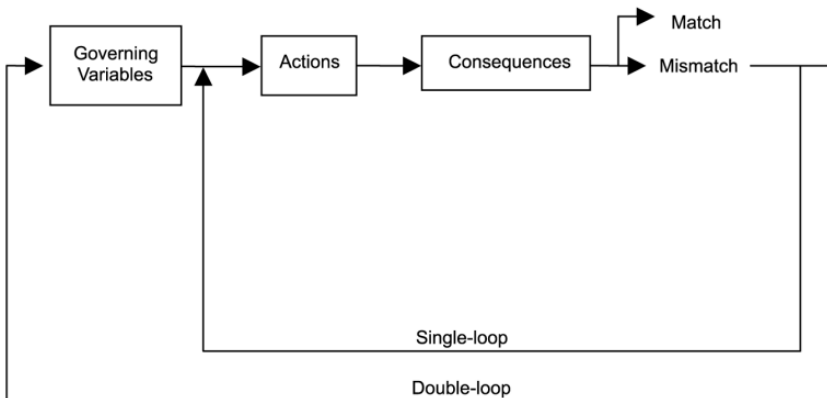 Governing
Variables
Actions
Consequences
Match
Mismatch
Single-loop
Double-loop